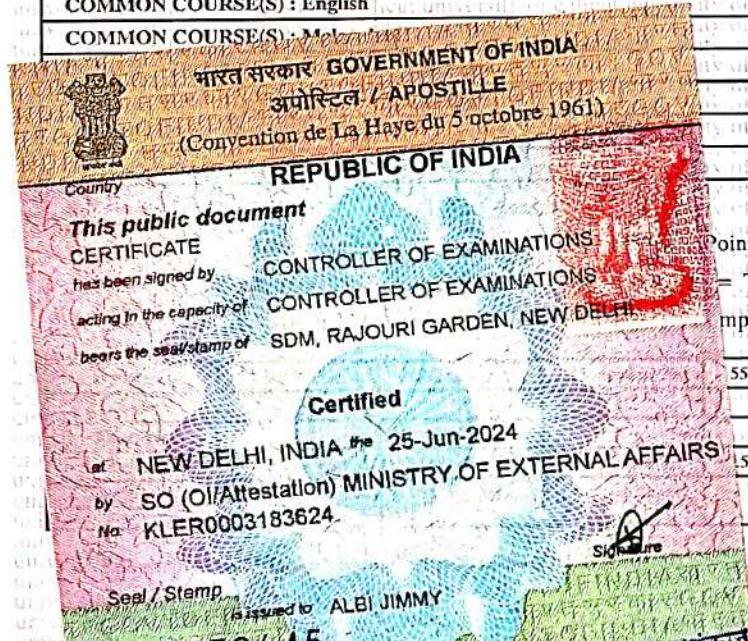 COMMON COURSE(S) : English
COMMON COURSE(S) :
भारत सरकार GOVERNMENT OF INDIA
अपोस्टिल / APOSTILLE
(Convention de La Haye du 5 octobre 1961)
REPUBLIC OF INDIA
Country
This public document
CERTIFICATE
has been signed by CONTROLLER OF EXAMINATIONS
acting in the capacity of CONTROLLER OF EXAMINATIONS
bears the seal/stamp of SDM, RAJOURI GARDEN, NEW DELHI
Certified
at NEW DELHI, INDIA the 25-Jun-2024
by SO (OI/Attestation) MINISTRY OF EXTERNAL AFFAIRS
No. KLER0003183624
Signature
Seal / Stamp
is issued to ALBI JIMMY